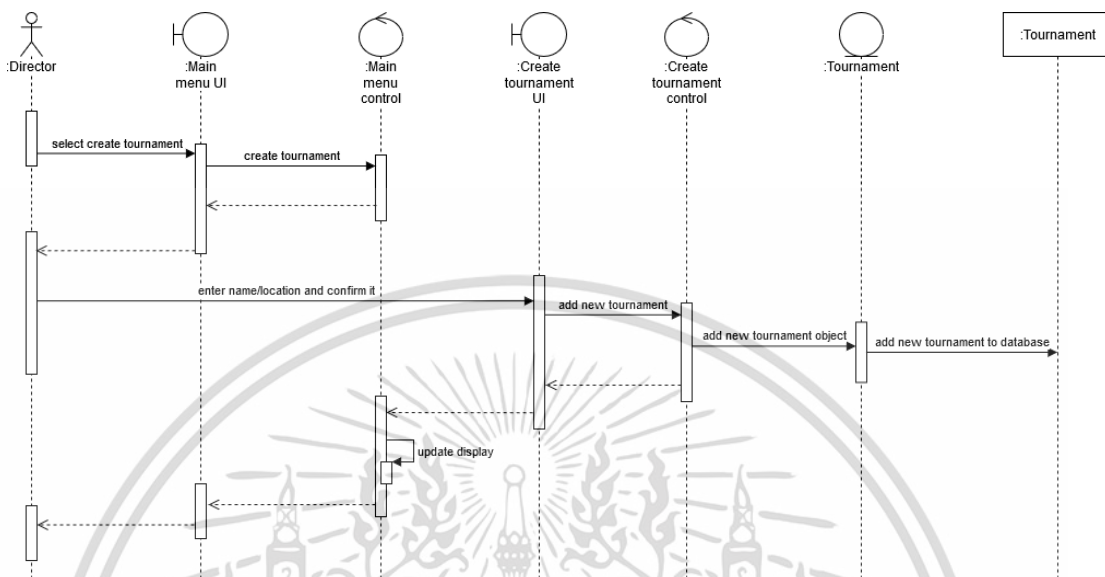 :Director
:Main
menu UI
:Main
menu
control
:Create
tournament
UI
:Create
tournament
control
:Tournament
:Tournament
select create tournament
create tournament
enter name/location and confirm it
add new tournament
add new tournament object
add new tournament to database
update display